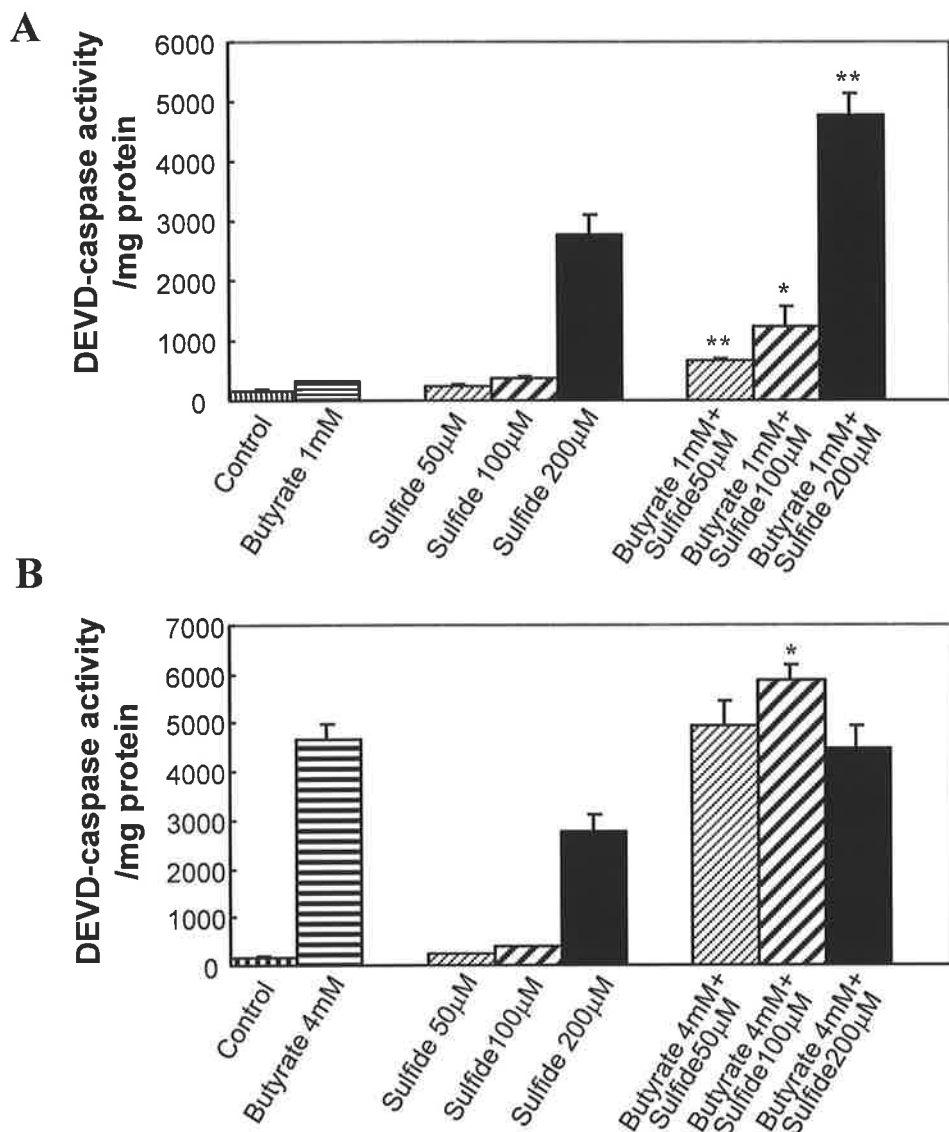 A
DEVD-caspase activity
/mg protein
6000
5000
4000
3000
2000
1000
0
**
*
**
Control
Butyrate 1mM
Sulfide 50µM
Sulfide 100µM
Sulfide 200µM
Butyrate 1mM+
Sulfide50µM
Butyrate 1mM+
Sulfide100µM
Butyrate 1mM+
Sulfide 200µM
B
DEVD-caspase activity
/mg protein
7000
6000
5000
4000
3000
2000
1000
0
*
Control
Butyrate 4mM
Sulfide 50µM
Sulfide100µM
Sulfide 200µM
Butyrate 4mM+
Sulfide50µM
Butyrate 4mM+
Sulfide100µM
Butyrate 4mM+
Sulfide200µM